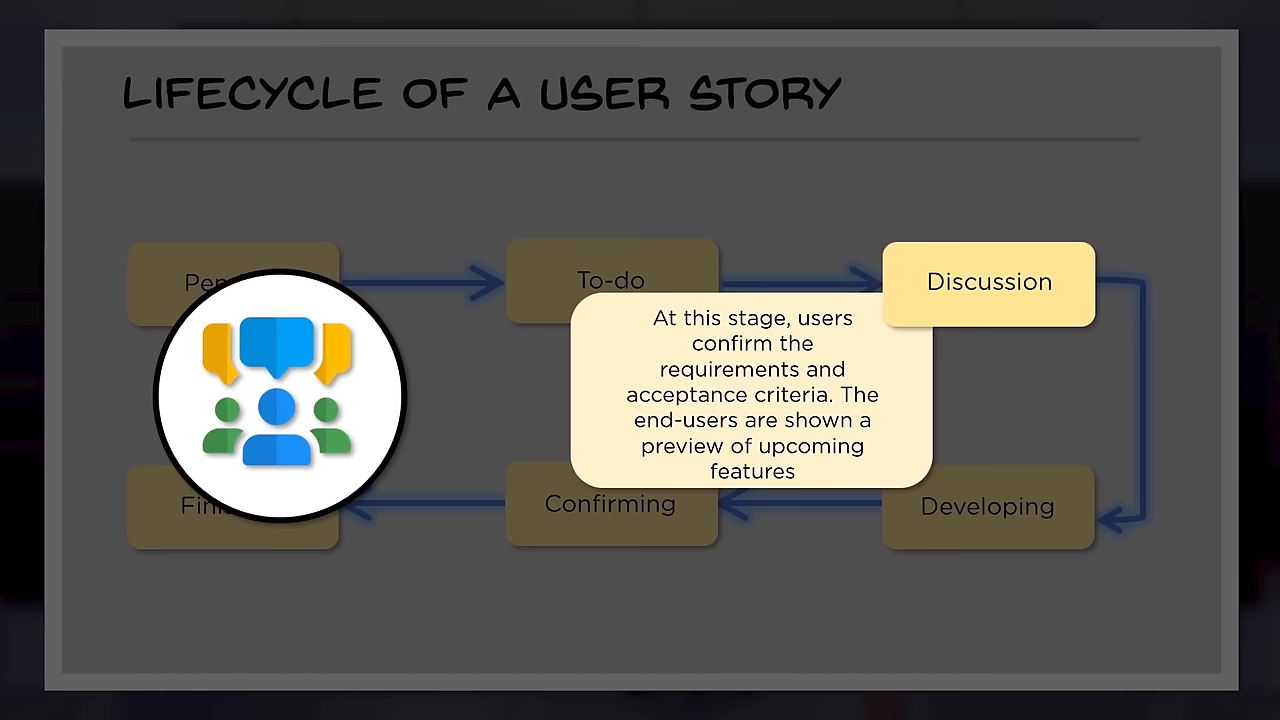 LIFECYCLE OF A USER STORY
To-do
Discussion
At this stage, users
confirm the
requirements and
acceptance criteria. The
end-users are shown a
preview of upcoming
features
Confirming
Developing